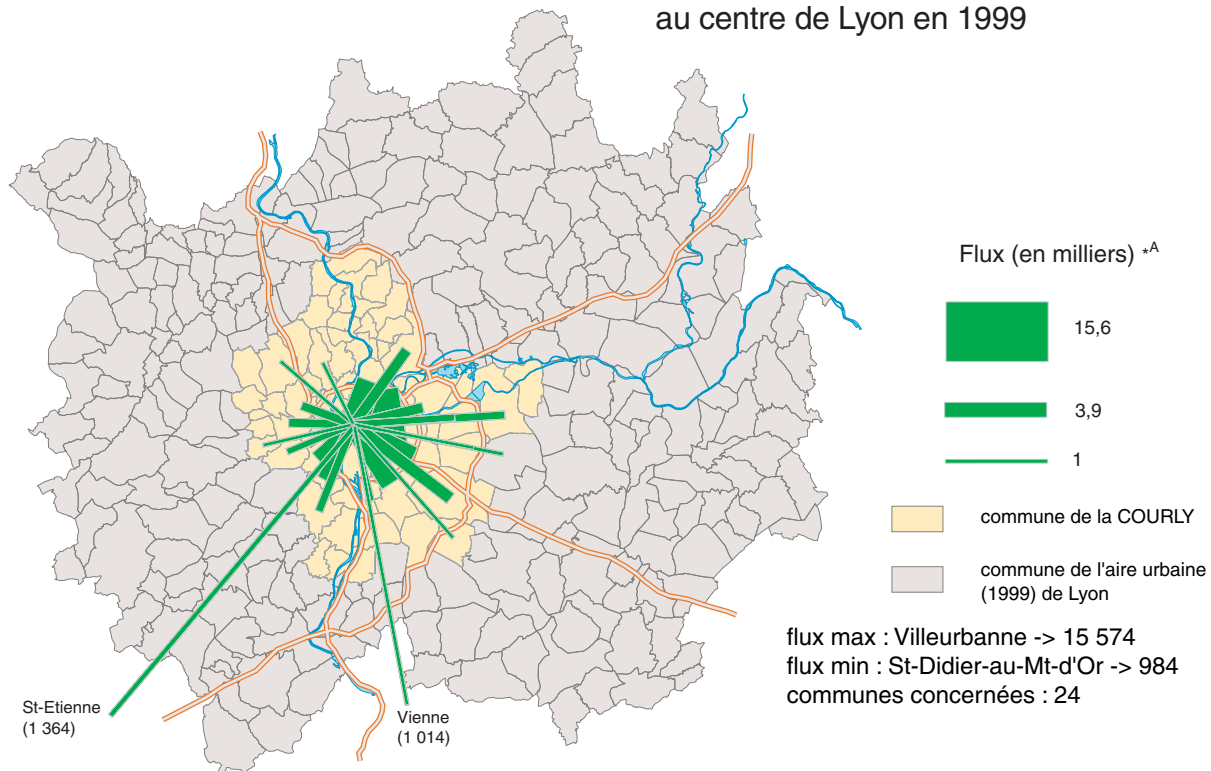 au centre de Lyon en 1999
Flux (en milliers) *A
15,6
3,9
1
commune de la COURLY
commune de l'aire urbaine
(1999) de Lyon
flux max : Villeurbanne -> 15 574
flux min : St-Didier-au-Mt-d'Or -> 984
communes concernées : 24
St-Etienne
(1 364)
Vienne
(1 014)